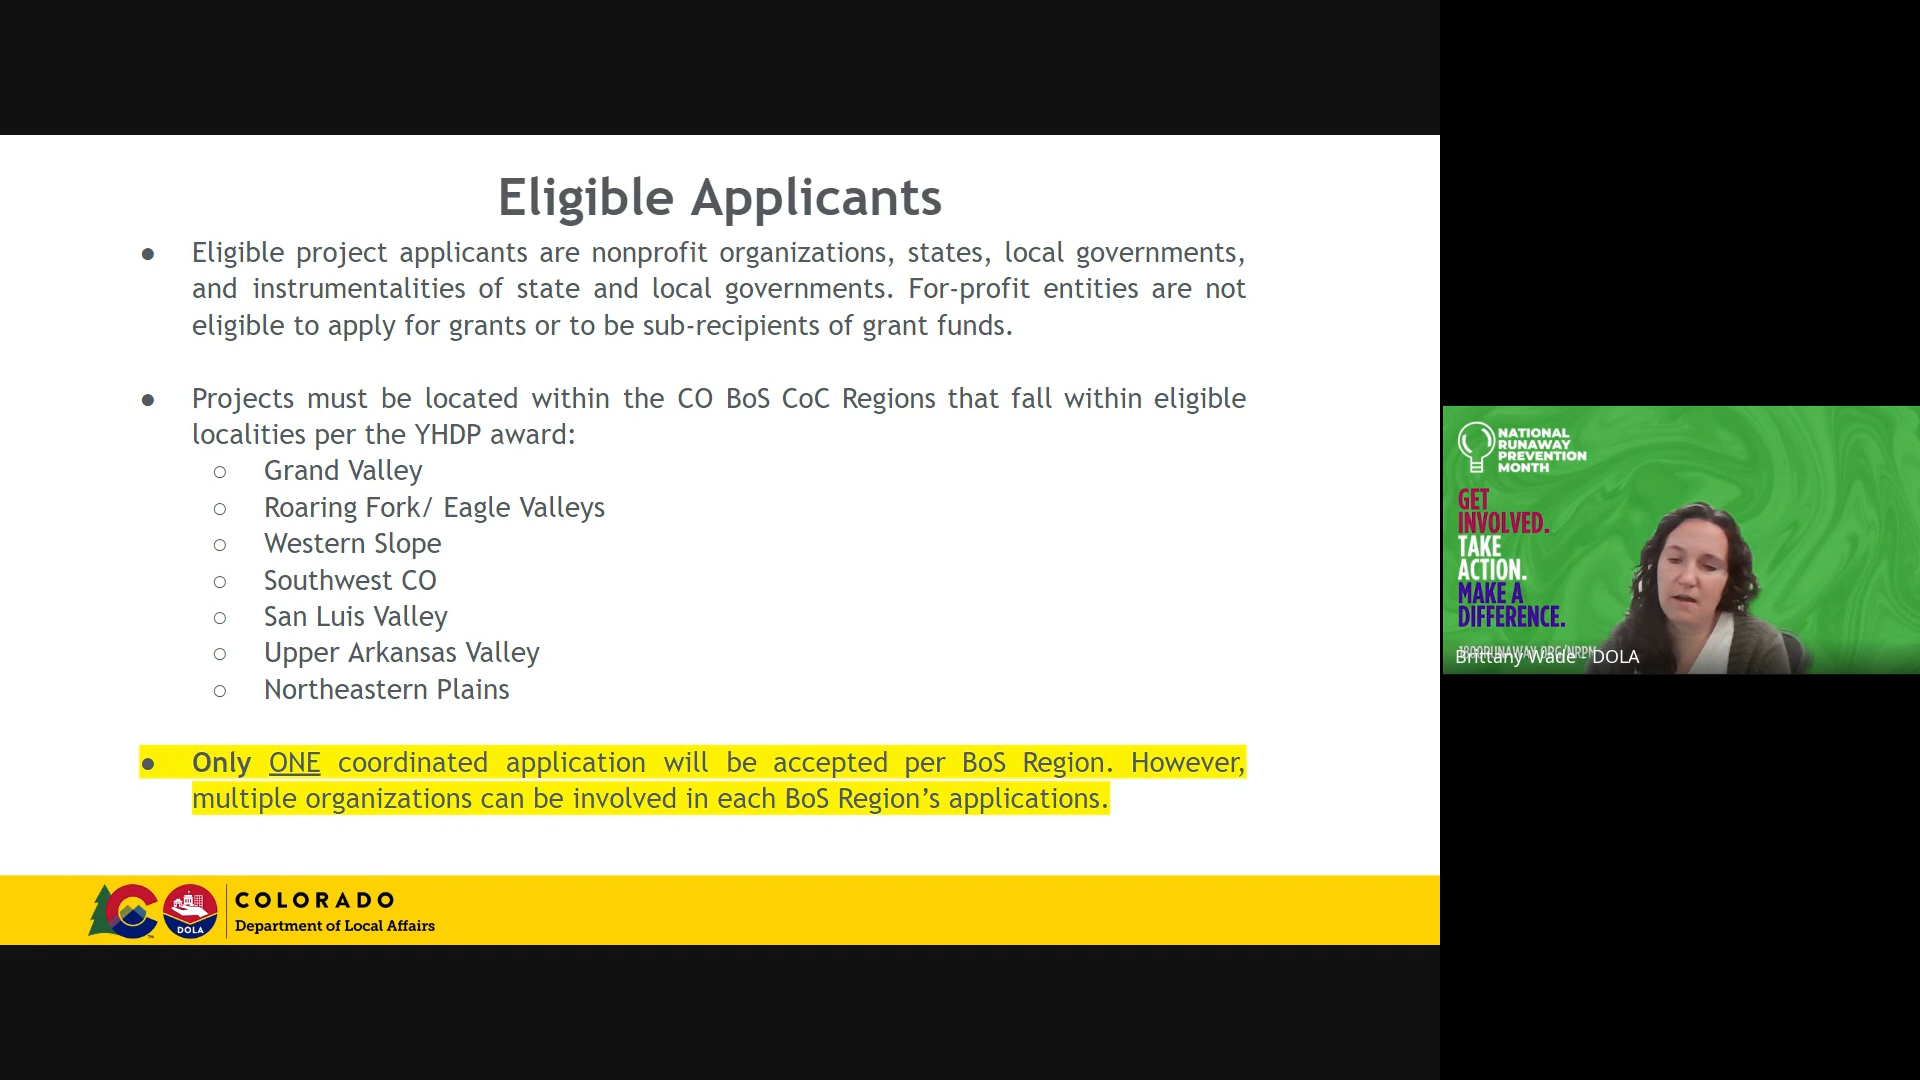 Eligible Applicants
● Eligible project applicants are nonprofit organizations, states, local governments,
and instrumentalities of state and local governments. For-profit entities are not
eligible to apply for grants or to be sub-recipients of grant funds.
● Projects must be located within the CO BoS CoC Regions that fall within eligible
localities per the YHDP award:
○ Grand Valley
○ Roaring Fork/ Eagle Valleys
○ Western Slope
○ Southwest CO
○ San Luis Valley
○ Upper Arkansas Valley
○ Northeastern Plains
● Only ONE coordinated application will be accepted per BoS Region. However,
multiple organizations can be involved in each BoS Region’s applications.
DOLA
COLORADO
Department of Local Affairs
NATIONAL
RUNAWAY
PREVENTION
MONTH
GET
INVOLVED.
TAKE
ACTION.
MAKE A
DIFFERENCE.
1800RUNAWAY.ORG/NRPM
Brittany Wade - DOLA